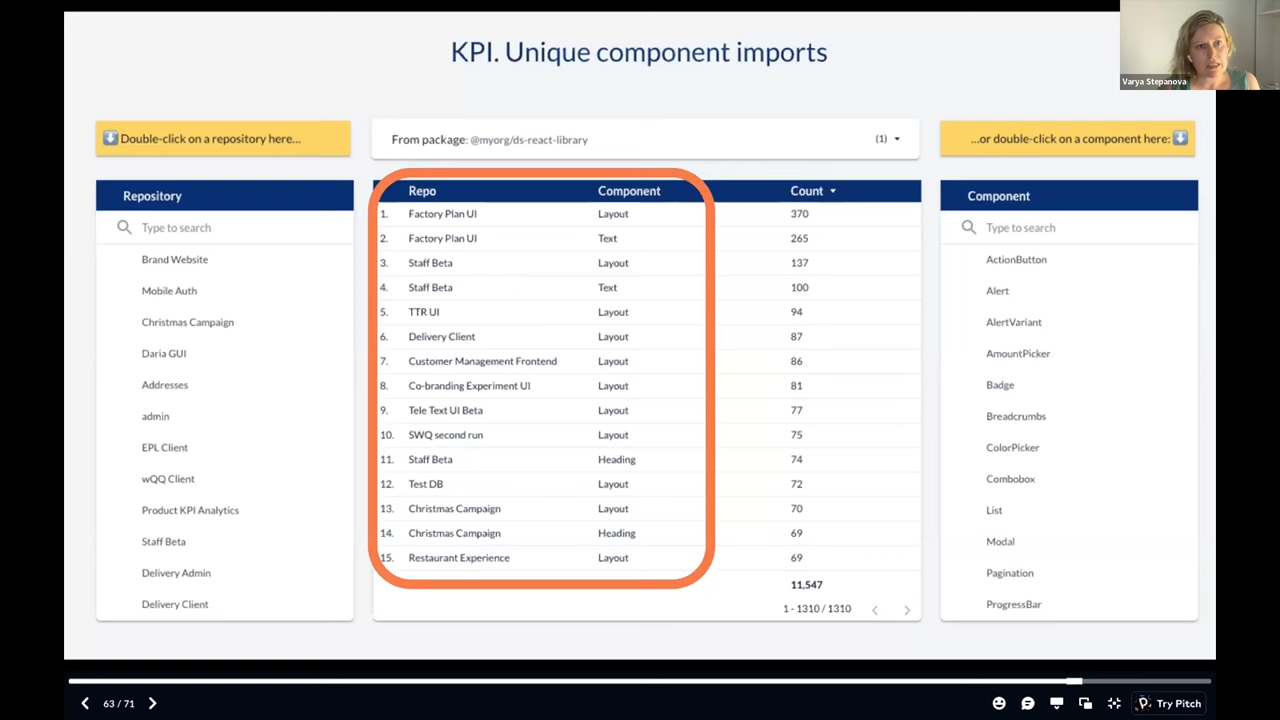 KPI. Unique component imports
Varya Stepanova
Double-click on a repository here...
From package: @myorg/ds-react-library (1)
...or double-click on a component here:
Repository
Type to search
Brand Website
Mobile Auth
Christmas Campaign
Daria GUI
Addresses
admin
EPL Client
wQQ Client
Product KPI Analytics
Staff Beta
Delivery Admin
Delivery Client
Repo Component Count
1. Factory Plan UI Layout 370
2. Factory Plan UI Text 265
3. Staff Beta Layout 137
4. Staff Beta Text 100
5. TTR UI Layout 94
6. Delivery Client Layout 87
7. Customer Management Frontend Layout 86
8. Co-branding Experiment UI Layout 81
9. Tele Text UI Beta Layout 77
10. SWQ second run Layout 75
11. Staff Beta Heading 74
12. Test DB Layout 72
13. Christmas Campaign Layout 70
14. Christmas Campaign Heading 69
15. Restaurant Experience Layout 69
11,547
1 - 1310 / 1310
Component
Type to search
ActionButton
Alert
AlertVariant
AmountPicker
Badge
Breadcrumbs
ColorPicker
Combobox
List
Modal
Pagination
ProgressBar
63 / 71
Try Pitch